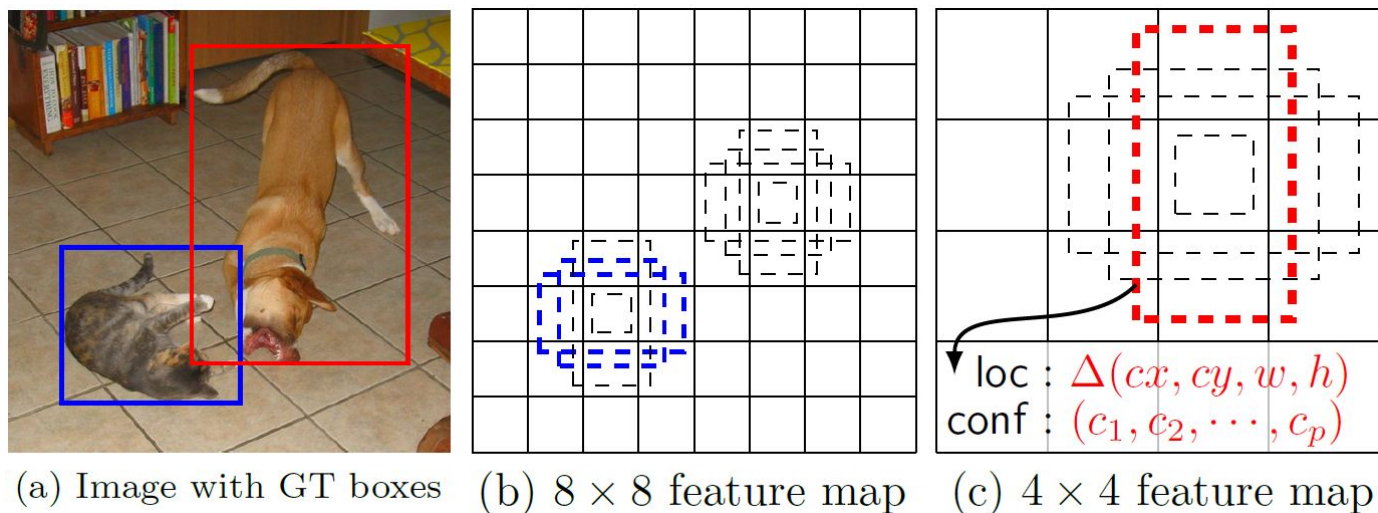 loc : Δ(cx, cy, w, h)
conf : (c₁, c₂, ⋯, cₚ)
(a) Image with GT boxes
(b) 8 × 8 feature map
(c) 4 × 4 feature map